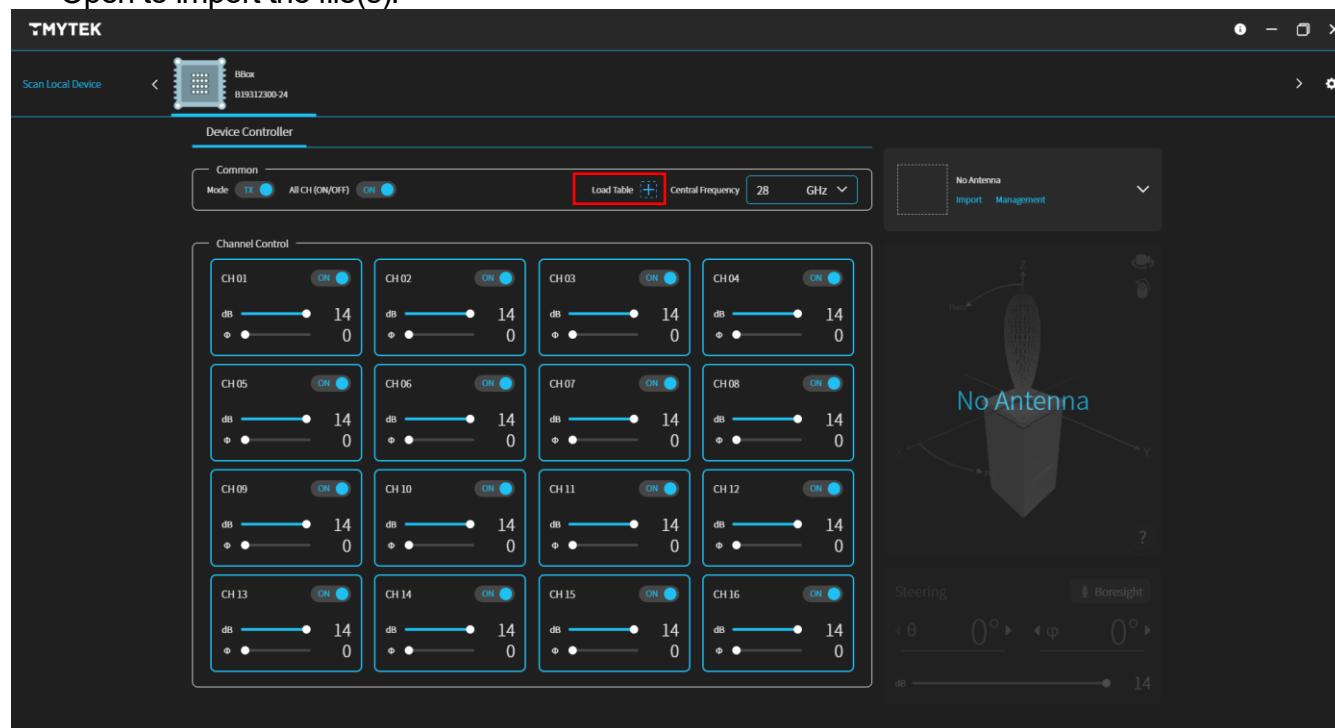 Open to import the file(s).
TMYTEK
Scan Local Device
BBox
B19312300-24
Device Controller
Common
Mode TX All CH (ON/OFF) ON Load Table Central Frequency 28 GHz
No Antenna
Import Management
Channel Control
CH 01 ON CH 02 ON CH 03 ON CH 04 ON
dB 14 dB 14 dB 14 dB 14
Φ 0 Φ 0 Φ 0 Φ 0
CH 05 ON CH 06 ON CH 07 ON CH 08 ON
dB 14 dB 14 dB 14 dB 14
Φ 0 Φ 0 Φ 0 Φ 0
CH 09 ON CH 10 ON CH 11 ON CH 12 ON
dB 14 dB 14 dB 14 dB 14
Φ 0 Φ 0 Φ 0 Φ 0
CH 13 ON CH 14 ON CH 15 ON CH 16 ON
dB 14 dB 14 dB 14 dB 14
Φ 0 Φ 0 Φ 0 Φ 0
Z
Theta
No Antenna
X Y
?
Steering Boresight
θ 0° φ 0°
dB 14